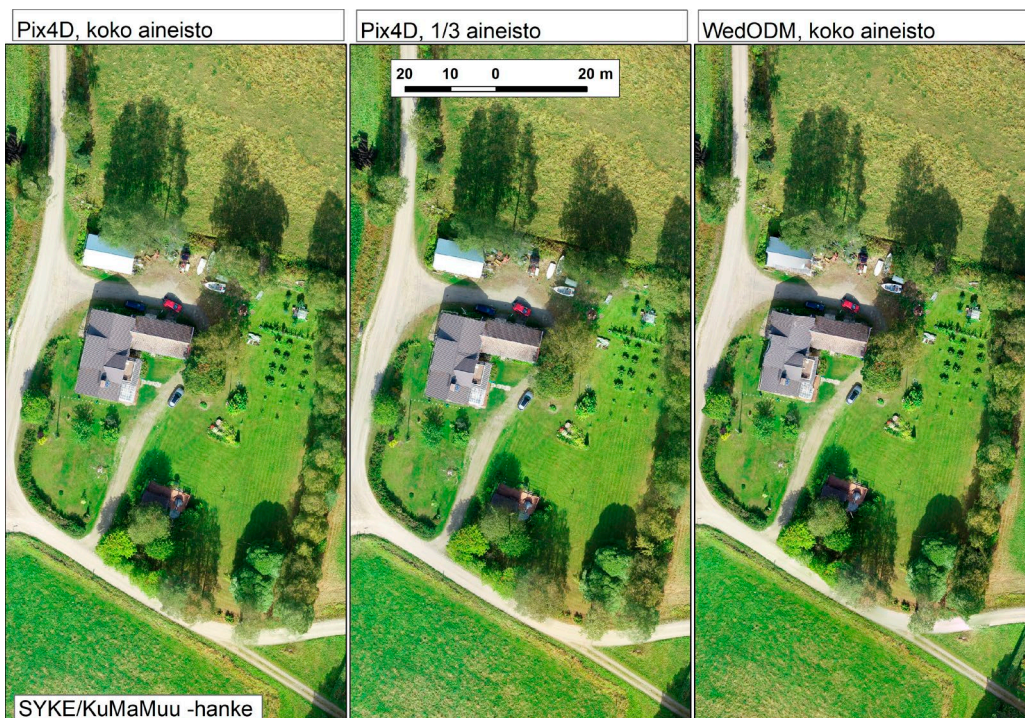 Pix4D, koko aineisto
Pix4D, 1/3 aineisto
WedODM, koko aineisto
20 10 0 20 m
SYKE/KuMaMuu -hanke